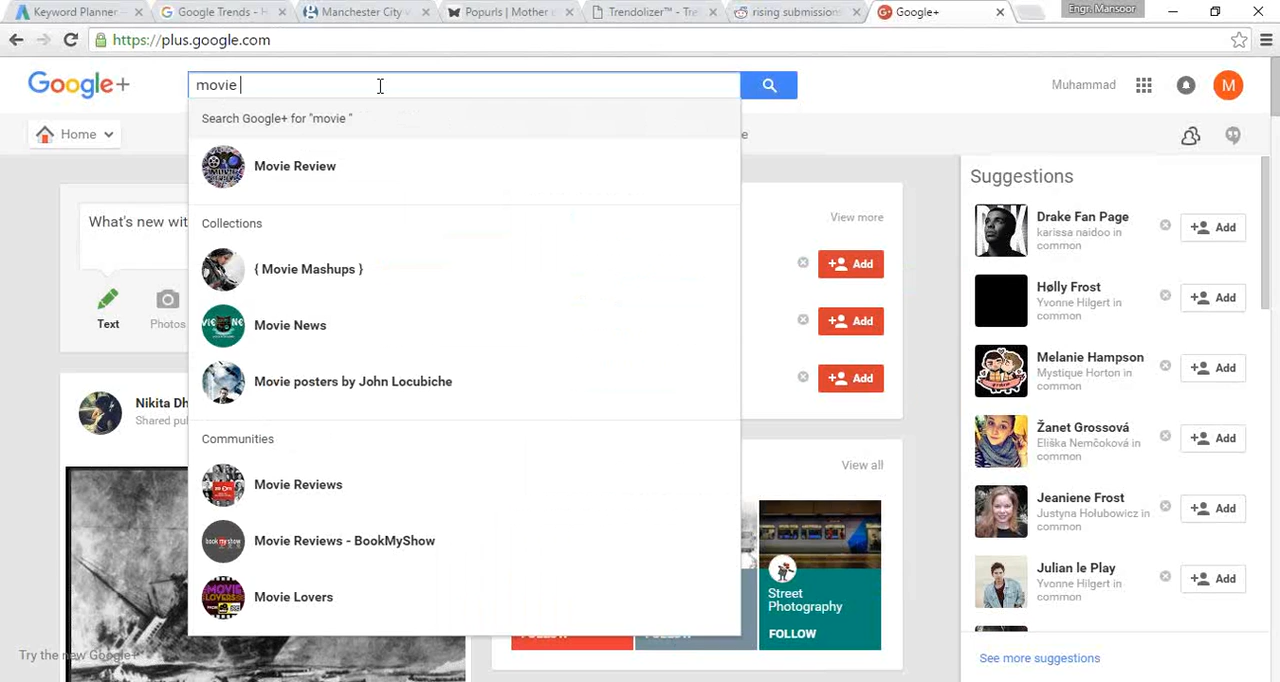 Keyword Planner –
Google Trends - H
Manchester City v
Popurls | Mother o
Trendolizer™ - Tre
rising submissions
Google+
Engr. Mansoor
https://plus.google.com
Google+
movie
Muhammad
M
Home
Search Google+ for "movie "
Movie Review
Collections
{ Movie Mashups }
Movie News
Movie posters by John Locubiche
Communities
Movie Reviews
Movie Reviews - BookMyShow
Movie Lovers
What's new wit
Text
Photos
Nikita Dh
Shared pu
Try the new Google+
View more
Add
Add
Add
View all
Street
Photography
FOLLOW
Suggestions
Drake Fan Page
karissa naidoo in
common
Add
Hølly Frost
Yvonne Hilgert in
common
Add
Melanie Hampson
Mystique Horton in
common
Add
Žanet Grossová
Eliška Nemčoková in
common
Add
Jeaniene Frost
Justyna Hołubowicz in
common
Add
Julian le Play
Yvonne Hilgert in
common
Add
See more suggestions